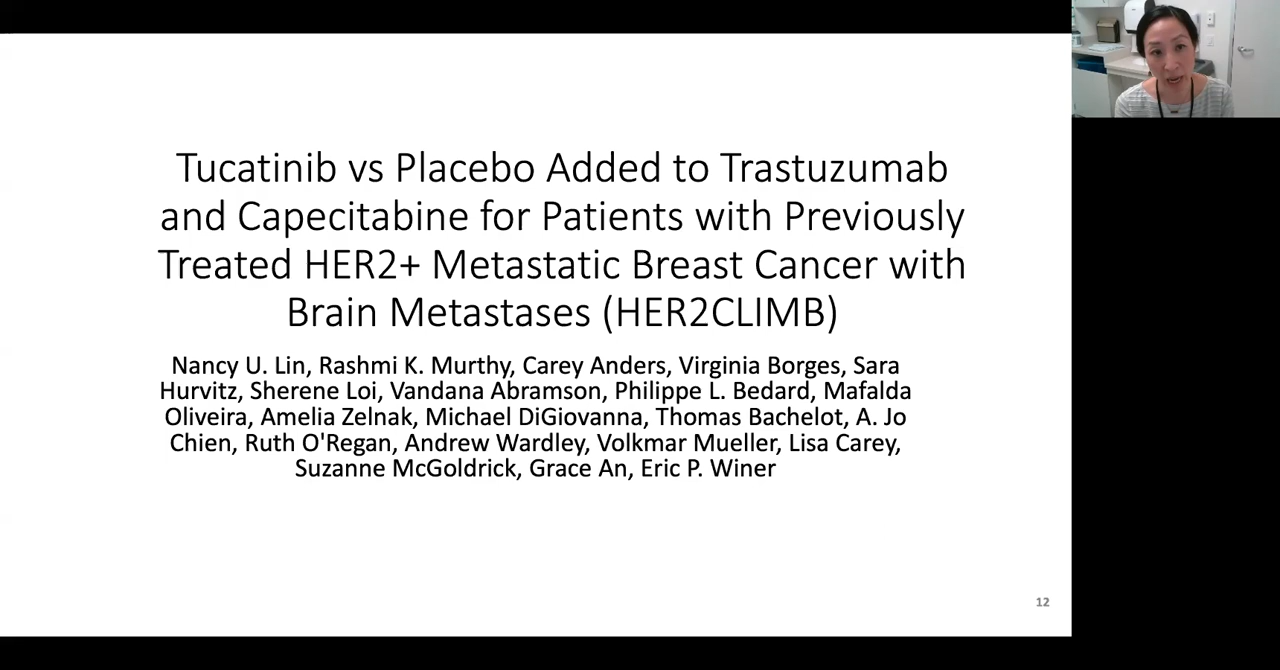 Tucatinib vs Placebo Added to Trastuzumab
and Capecitabine for Patients with Previously
Treated HER2+ Metastatic Breast Cancer with
Brain Metastases (HER2CLIMB)
Nancy U. Lin, Rashmi K. Murthy, Carey Anders, Virginia Borges, Sara
Hurvitz, Sherene Loi, Vandana Abramson, Philippe L. Bedard, Mafalda
Oliveira, Amelia Zelnak, Michael DiGiovanna, Thomas Bachelot, A. Jo
Chien, Ruth O'Regan, Andrew Wardley, Volkmar Mueller, Lisa Carey,
Suzanne McGoldrick, Grace An, Eric P. Winer
12